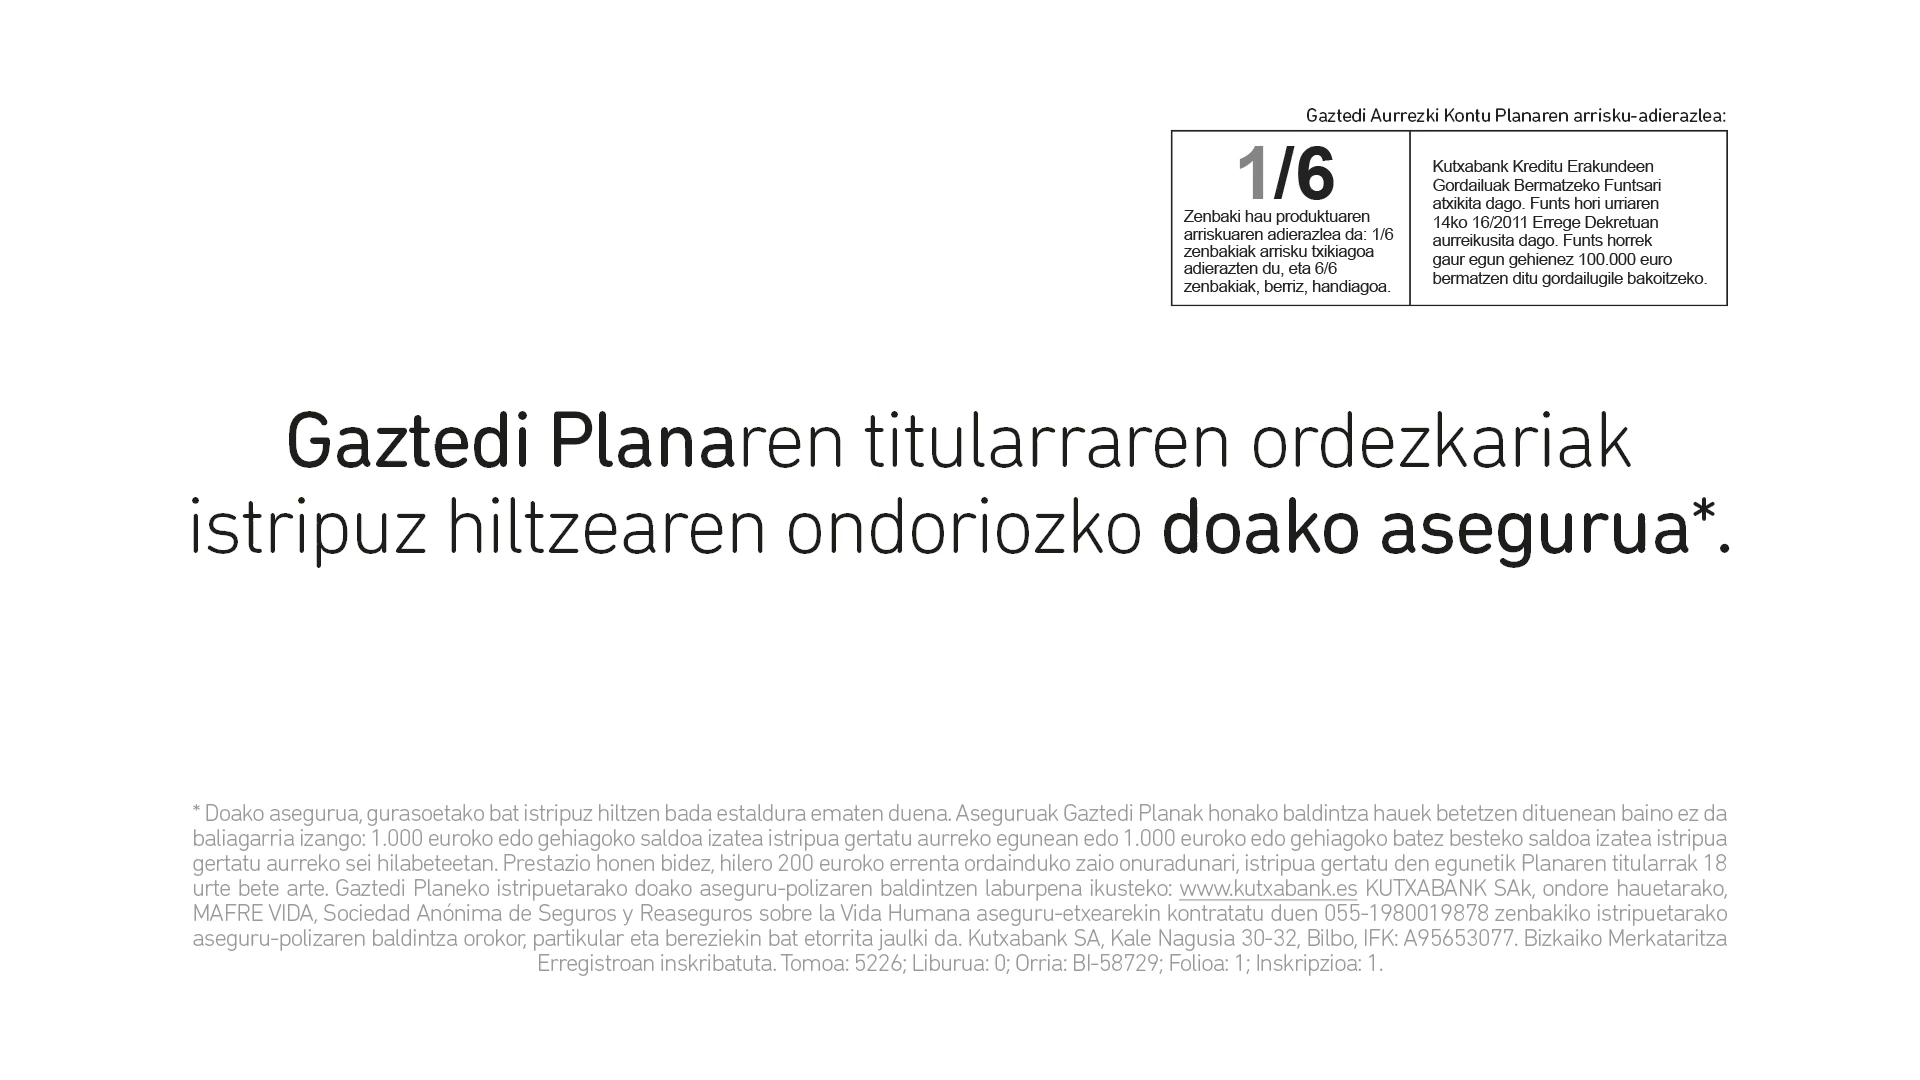 Gaztedi Aurrezki Kontu Planaren arrisku-adierazlea:
1/6
Zenbaki hau produktuaren
arriskuaren adierazlea da: 1/6
zenbakiak arrisku txikiagoa
adierazten du, eta 6/6
zenbakiak, berriz, handiagoa.
Kutxabank Kreditu Erakundeen
Gordailuak Bermatzeko Funtsari
atxikita dago. Funts hori urriaren
14ko 16/2011 Errege Dekretuan
aurreikusita dago. Funts horrek
gaur egun gehienez 100.000 euro
bermatzen ditu gordailugile bakoitzeko.
Gaztedi Planaren titularraren ordezkariak
istripuz hiltzearen ondoriozko doako asegurua*.
* Doako asegurua, gurasoetako bat istripuz hiltzen bada estaldura ematen duena. Aseguruak Gaztedi Planak honako baldintza hauek betetzen dituenean baino ez da
baliagarria izango: 1.000 euroko edo gehiagoko saldoa izatea istripua gertatu aurreko egunean edo 1.000 euroko edo gehiagoko batez besteko saldoa izatea istripua
gertatu aurreko sei hilabeteetan. Prestazio honen bidez, hilero 200 euroko errenta ordainduko zaio onuradunari, istripua gertatu den egunetik Planaren titularrak 18
urte bete arte. Gaztedi Planeko istripuetarako doako aseguru-polizaren baldintzen laburpena ikusteko: www.kutxabank.es KUTXABANK SAk, ondore hauetarako,
MAFRE VIDA, Sociedad Anónima de Seguros y Reaseguros sobre la Vida Humana aseguru-etxearekin kontratatu duen 055-1980019878 zenbakiko istripuetarako
aseguru-polizaren baldintza orokor, partikular eta bereziekin bat etorrita jaulki da. Kutxabank SA, Kale Nagusia 30-32, Bilbo, IFK: A95653077. Bizkaiko Merkataritza
Erregistroan inskribatuta. Tomoa: 5226; Liburua: 0; Orria: BI-58729; Folioa: 1; Inskripzioa: 1.